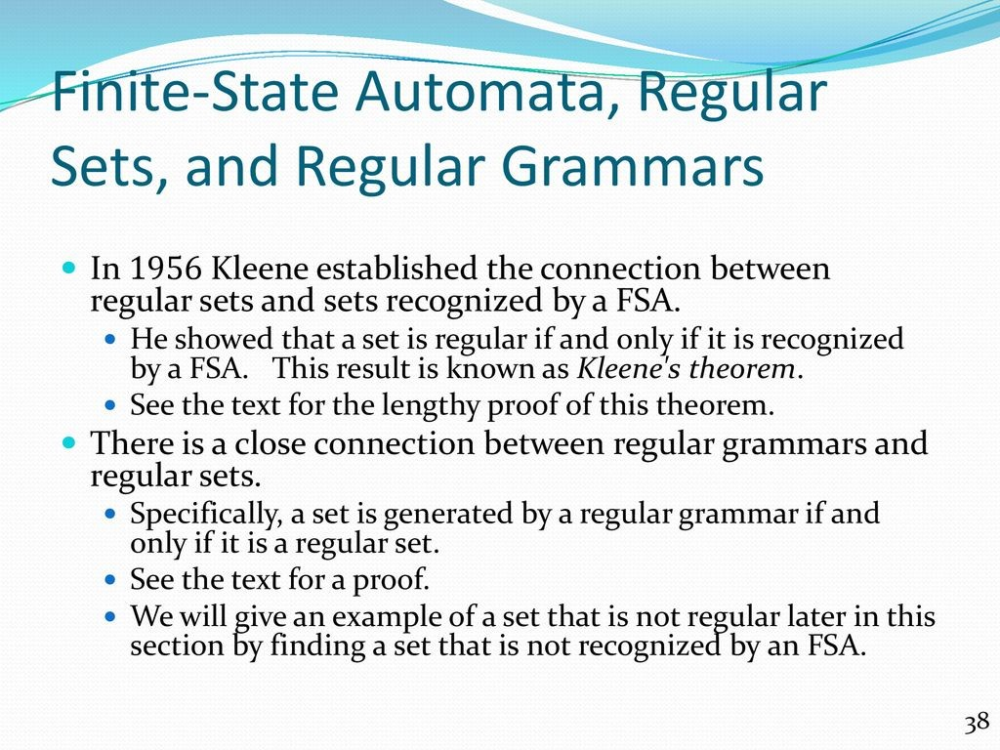 Finite-State Automata, Regular
Sets, and Regular Grammars
• In 1956 Kleene established the connection between
regular sets and sets recognized by a FSA.
• He showed that a set is regular if and only if it is recognized
by a FSA.   This result is known as Kleene's theorem.
• See the text for the lengthy proof of this theorem.
• There is a close connection between regular grammars and
regular sets.
• Specifically, a set is generated by a regular grammar if and
only if it is a regular set.
• See the text for a proof.
• We will give an example of a set that is not regular later in this
section by finding a set that is not recognized by an FSA.
38